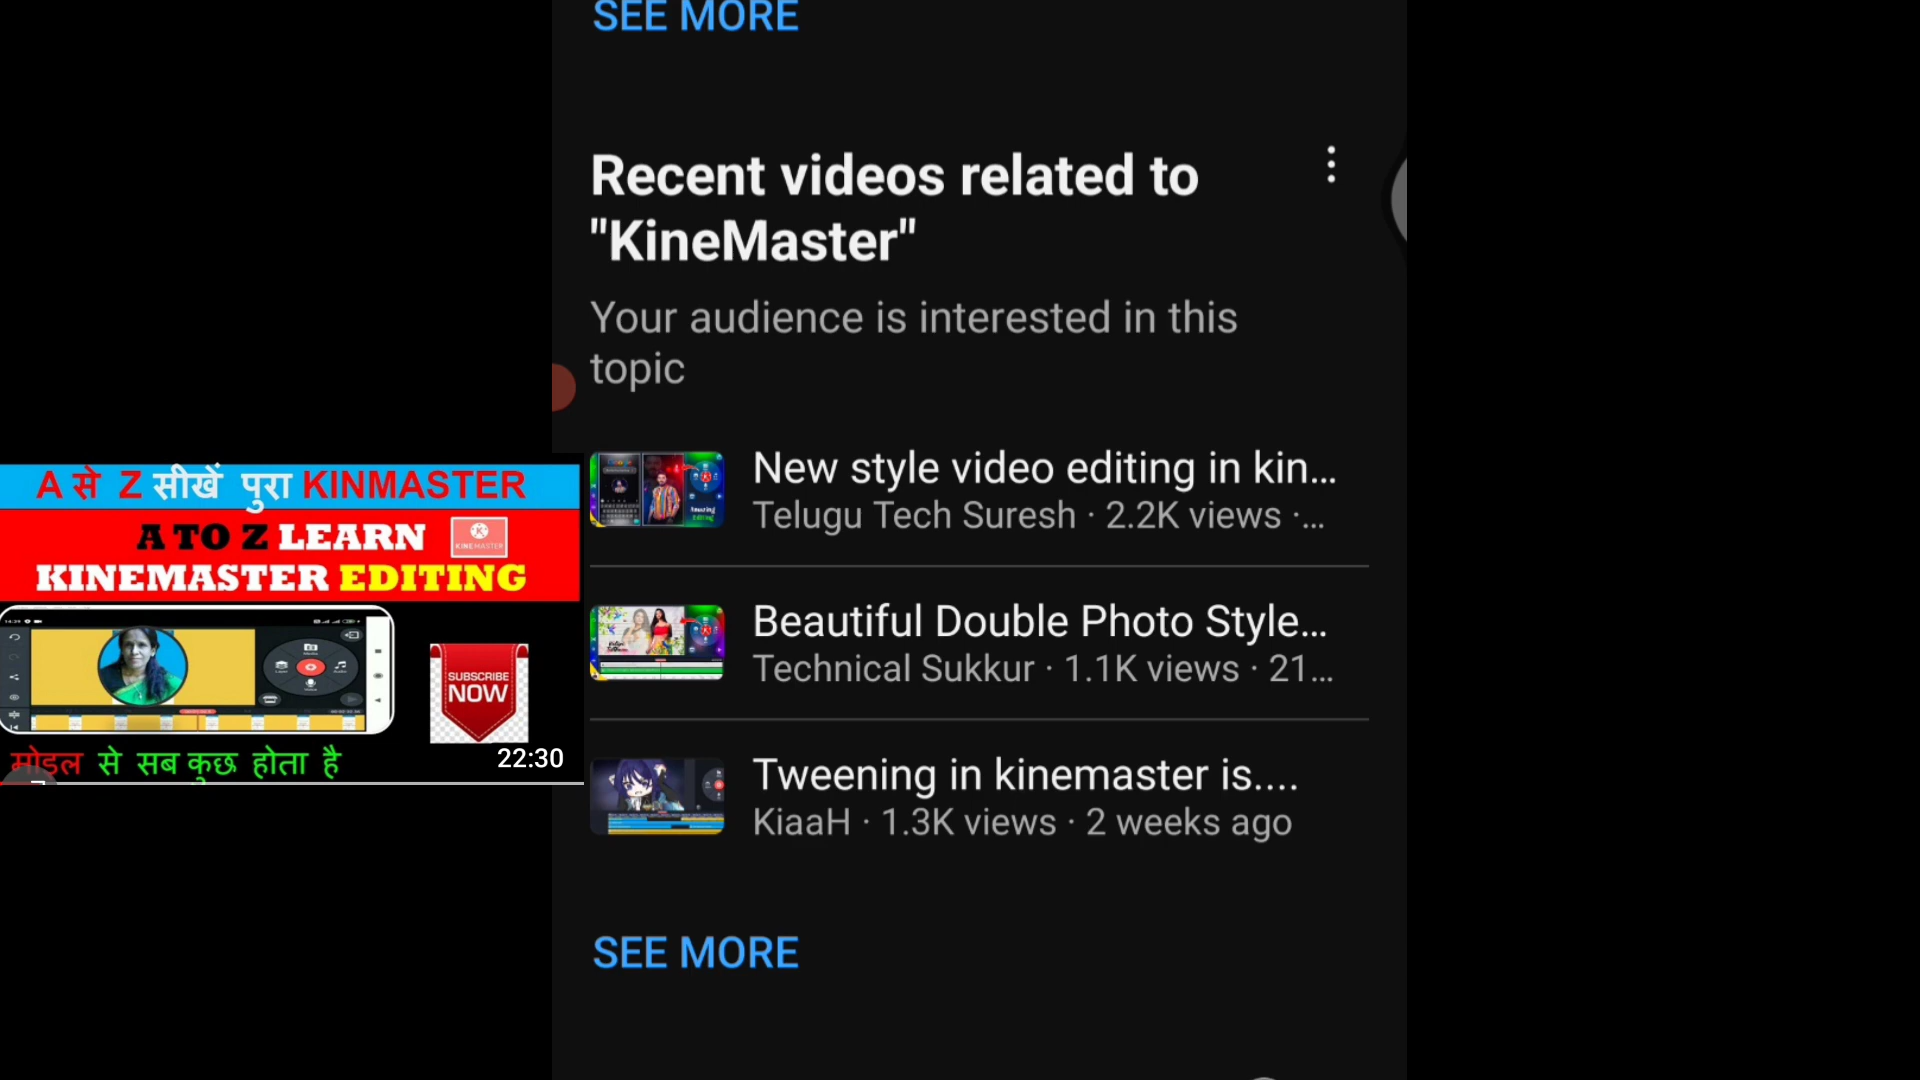 SEE MORE
Recent videos related to
"KineMaster"
Your audience is interested in this
topic
New style video editing in kin...
Telugu Tech Suresh · 2.2K views ·...
Beautiful Double Photo Style...
Technical Sukkur · 1.1K views · 21...
Tweening in kinemaster is....
KiaaH · 1.3K views · 2 weeks ago
SEE MORE
A से Z सीखें पुरा KINMASTER
A TO Z LEARN
KINEMASTER
KINEMASTER EDITING
SUBSCRIBE
NOW
मोडल से सब कुछ होता है
22:30